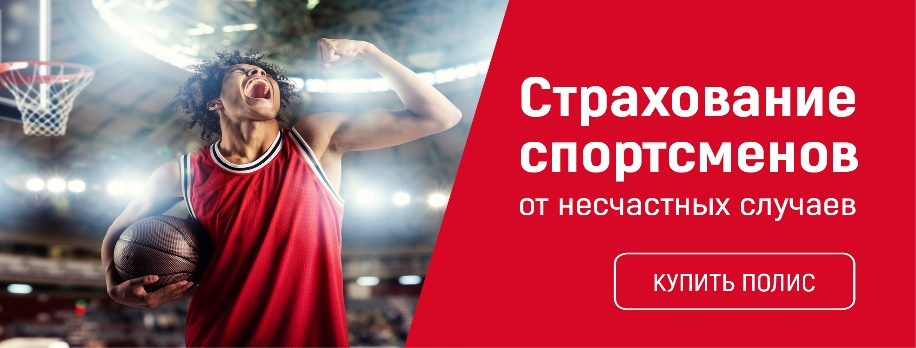 Страхование
спортсменов
от несчастных случаев
КУПИТЬ ПОЛИС